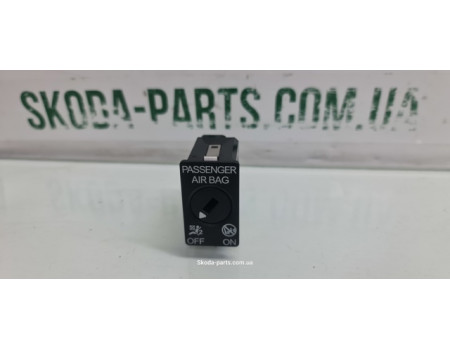 SKODA-PARTS.COM.UA
PASSENGER
AIR BAG
OFF ON
Skoda-parts.com.ua